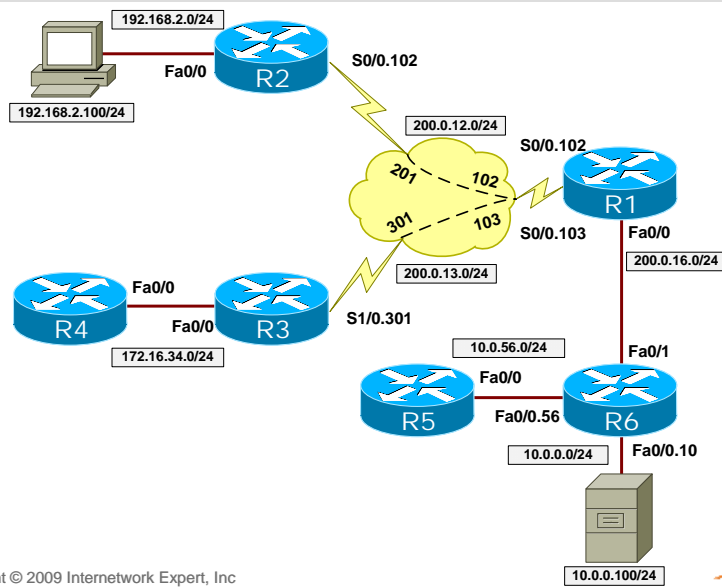 192.168.2.0/24
Fa0/0
R2
S0/0.102
192.168.2.100/24
200.0.12.0/24
S0/0.102
201
102
R1
301
103
S0/0.103
Fa0/0
200.0.13.0/24
200.0.16.0/24
Fa0/0
R4
Fa0/0
R3
S1/0.301
172.16.34.0/24
10.0.56.0/24
Fa0/1
Fa0/0
R5
R6
Fa0/0.56
10.0.0.0/24
Fa0/0.10
10.0.0.100/24
© 2009 Internetwork Expert, Inc